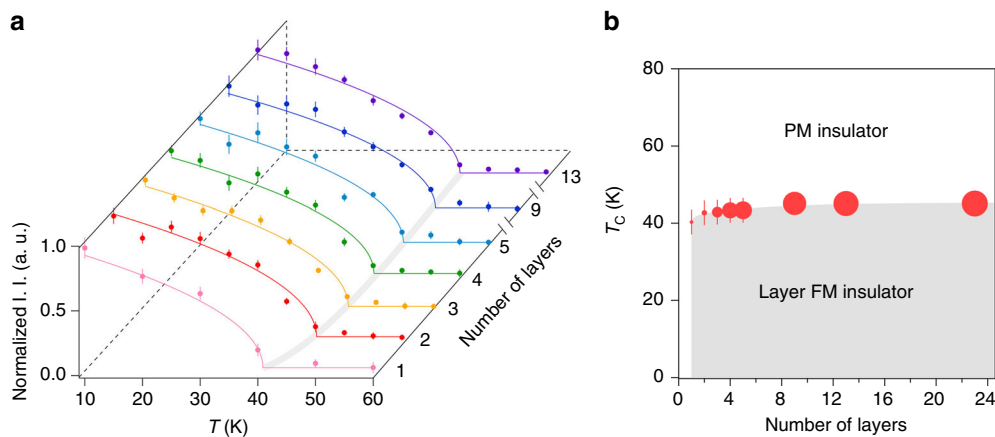 a
Normalized I. I. (a. u.)
1.0
0.5
0.0
10 20 30 40 50 60
T (K)
1
2
3
4
5
9
13
Number of layers
b
80
60
40
20
0
T_C (K)
PM insulator
Layer FM insulator
0 4 8 12 16 20 24
Number of layers